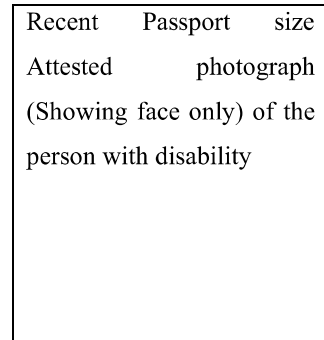 Recent Passport size
Attested photograph
(Showing face only) of the
person with disability